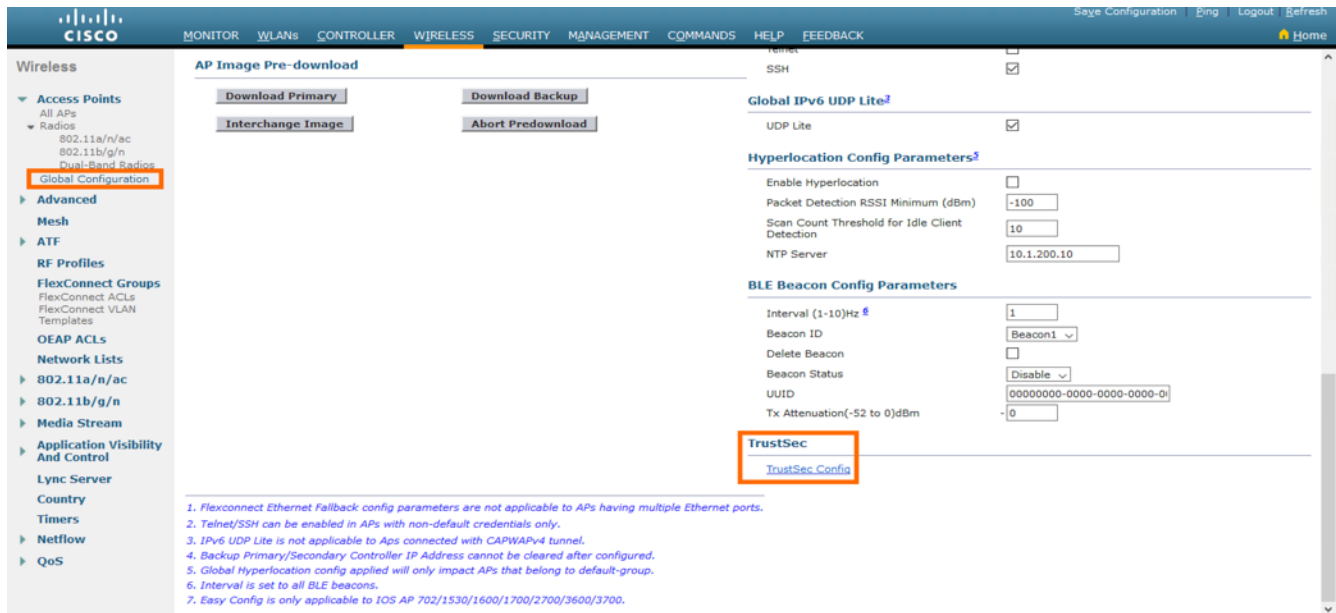 Save Configuration Ping Logout Refresh
CISCO
MONITOR WLANs CONTROLLER WIRELESS SECURITY MANAGEMENT COMMANDS HELP FEEDBACK Home
Wireless
Access Points
All APs
Radios
802.11a/n/ac
802.11b/g/n
Dual-Band Radios
Global Configuration
Advanced
Mesh
ATF
RF Profiles
FlexConnect Groups
FlexConnect ACLs
FlexConnect VLAN
Templates
OEAP ACLs
Network Lists
802.11a/n/ac
802.11b/g/n
Media Stream
Application Visibility
And Control
Lync Server
Country
Timers
Netflow
QoS
AP Image Pre-download
Download Primary Download Backup
Interchange Image Abort Predownload
Telnet
SSH
Global IPv6 UDP Lite3
UDP Lite
Hyperlocation Config Parameters5
Enable Hyperlocation
Packet Detection RSSI Minimum (dBm) -100
Scan Count Threshold for Idle Client
Detection 10
NTP Server 10.1.200.10
BLE Beacon Config Parameters
Interval (1-10)Hz 6 1
Beacon ID Beacon1
Delete Beacon
Beacon Status Disable
UUID 00000000-0000-0000-0000-0
Tx Attenuation(-52 to 0)dBm - 0
TrustSec
TrustSec Config
1. Flexconnect Ethernet Fallback config parameters are not applicable to APs having multiple Ethernet ports.
2. Telnet/SSH can be enabled in APs with non-default credentials only.
3. IPv6 UDP Lite is not applicable to Aps connected with CAPWAPv4 tunnel.
4. Backup Primary/Secondary Controller IP Address cannot be cleared after configured.
5. Global Hyperlocation config applied will only impact APs that belong to default-group.
6. Interval is set to all BLE beacons.
7. Easy Config is only applicable to IOS AP 702/1530/1600/1700/2700/3600/3700.